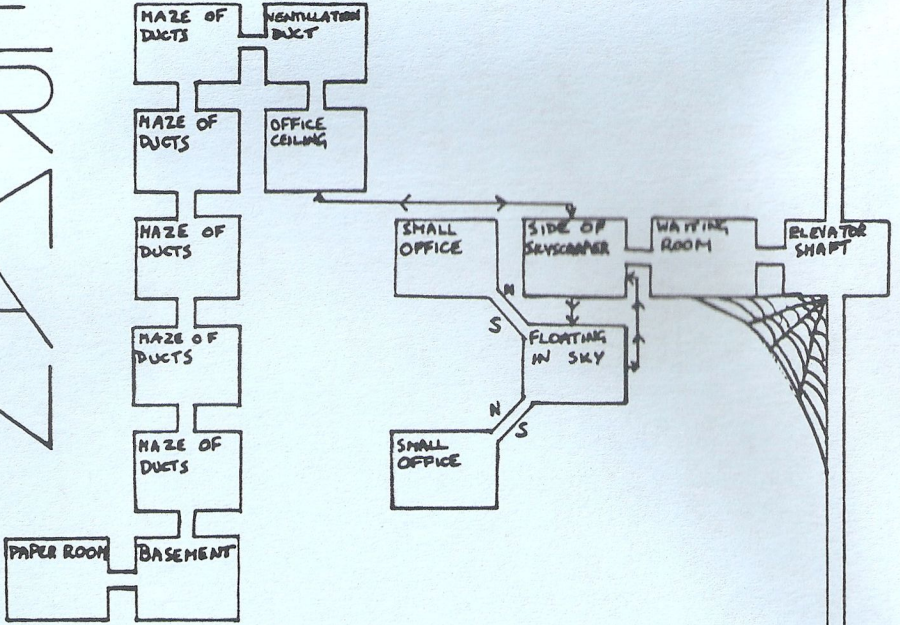 MAZE OF
DUCTS
VENTILLATION
DUCT
MAZE OF
DUCTS
OFFICE
CEILING
MAZE OF
DUCTS
SMALL
OFFICE
SIDE OF
SKYSCRAPER
WAITING
ROOM
ELEVATOR
SHAFT
N
S
MAZE OF
DUCTS
FLOATING
IN SKY
N
S
MAZE OF
DUCTS
SMALL
OFFICE
PAPER ROOM
BASEMENT